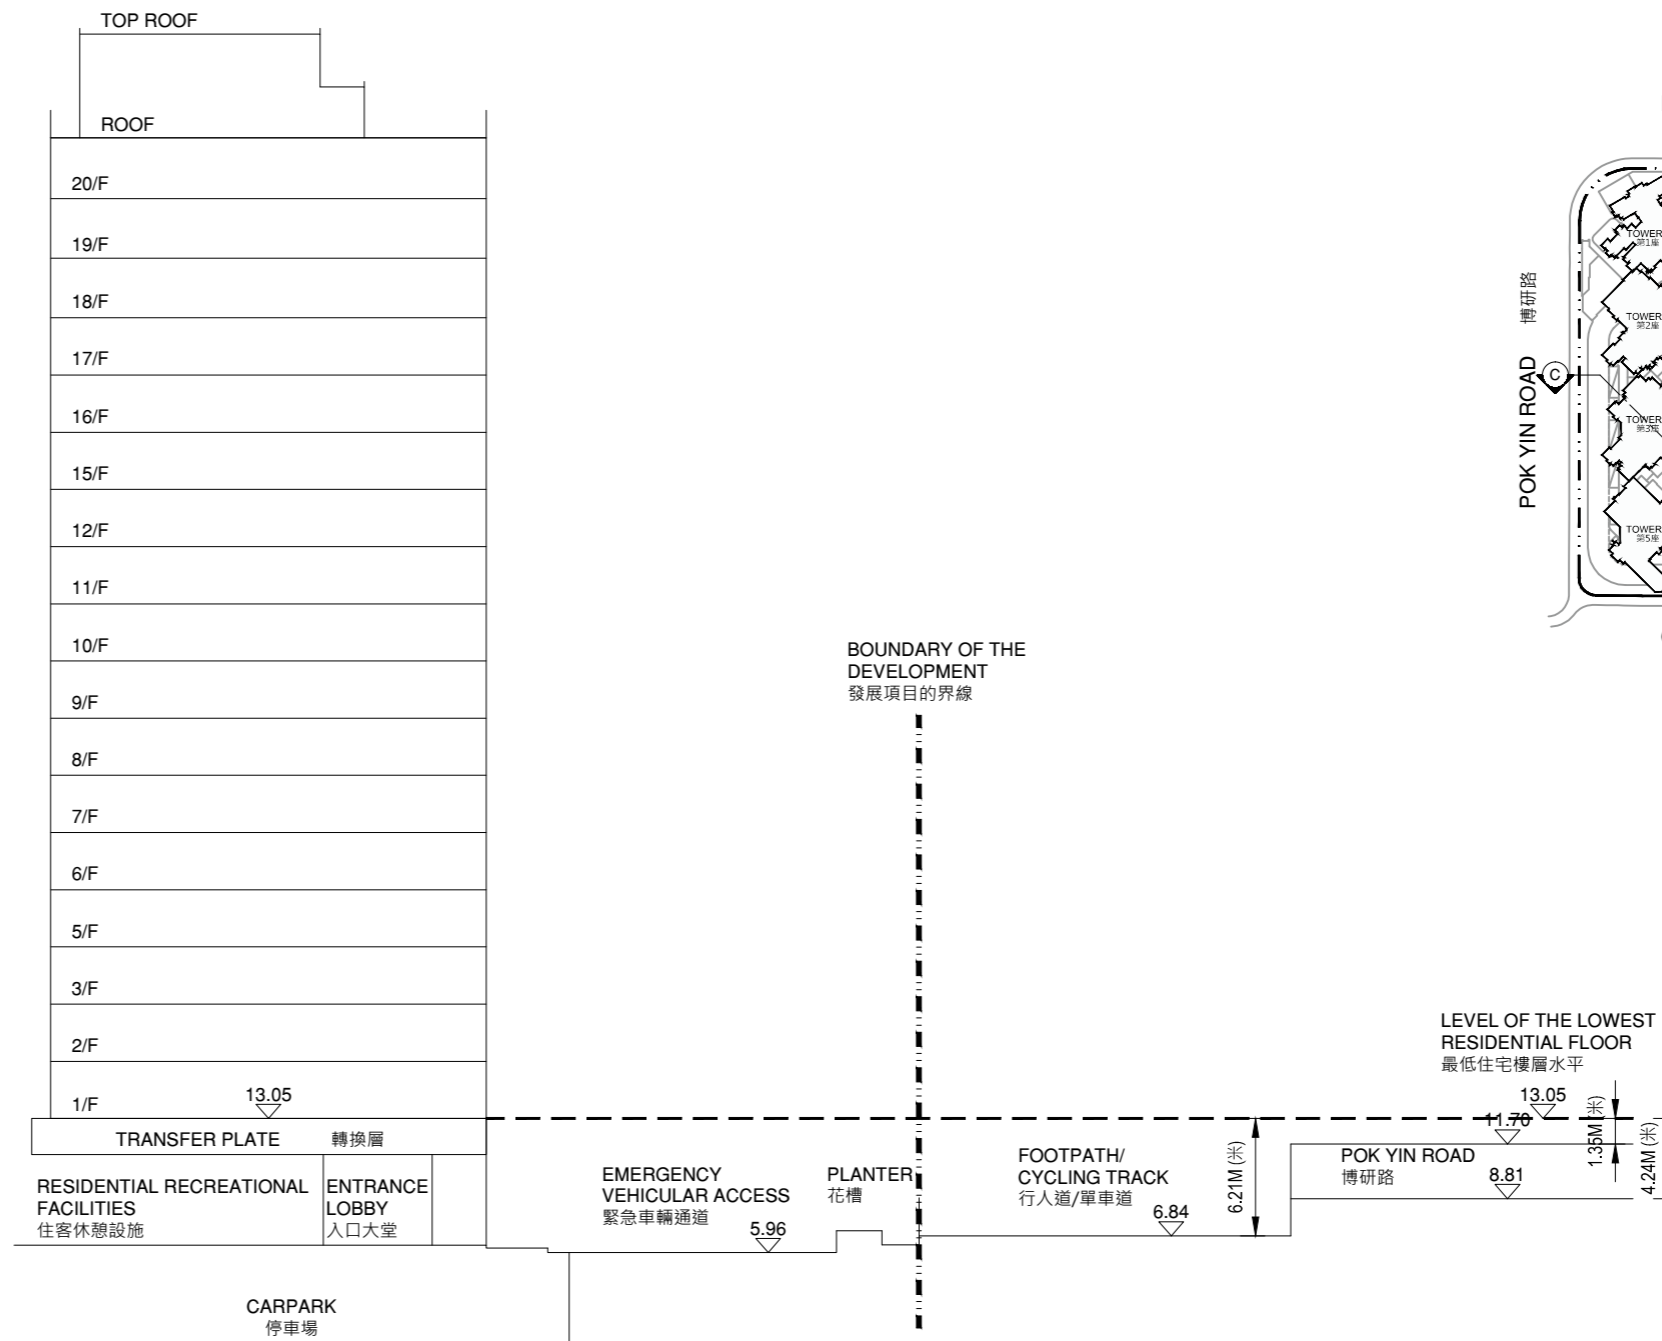 TOP ROOF
ROOF
20/F
19/F
18/F
17/F
16/F
15/F
12/F
11/F
10/F
9/F
8/F
7/F
6/F
5/F
3/F
2/F
1/F
13.05
TRANSFER PLATE 轉換層
RESIDENTIAL RECREATIONAL
FACILITIES
住客休憩設施
ENTRANCE
LOBBY
入口大堂
CARPARK
停車場
EMERGENCY
VEHICULAR ACCESS
緊急車輛通道
5.96
PLANTER
花槽
BOUNDARY OF THE
DEVELOPMENT
發展項目的界線
FOOTPATH/
CYCLING TRACK
行人道/單車道
6.84
6.21M (米)
POK YIN ROAD
博研路
11.70
8.81
LEVEL OF THE LOWEST
RESIDENTIAL FLOOR
最低住宅樓層水平
13.05
1.35M (米)
4.24M (米)
POK YIN ROAD 博研路
C
TOWER
第1座
TOWER
第2座
TOWER
第3座
TOWER
第5座